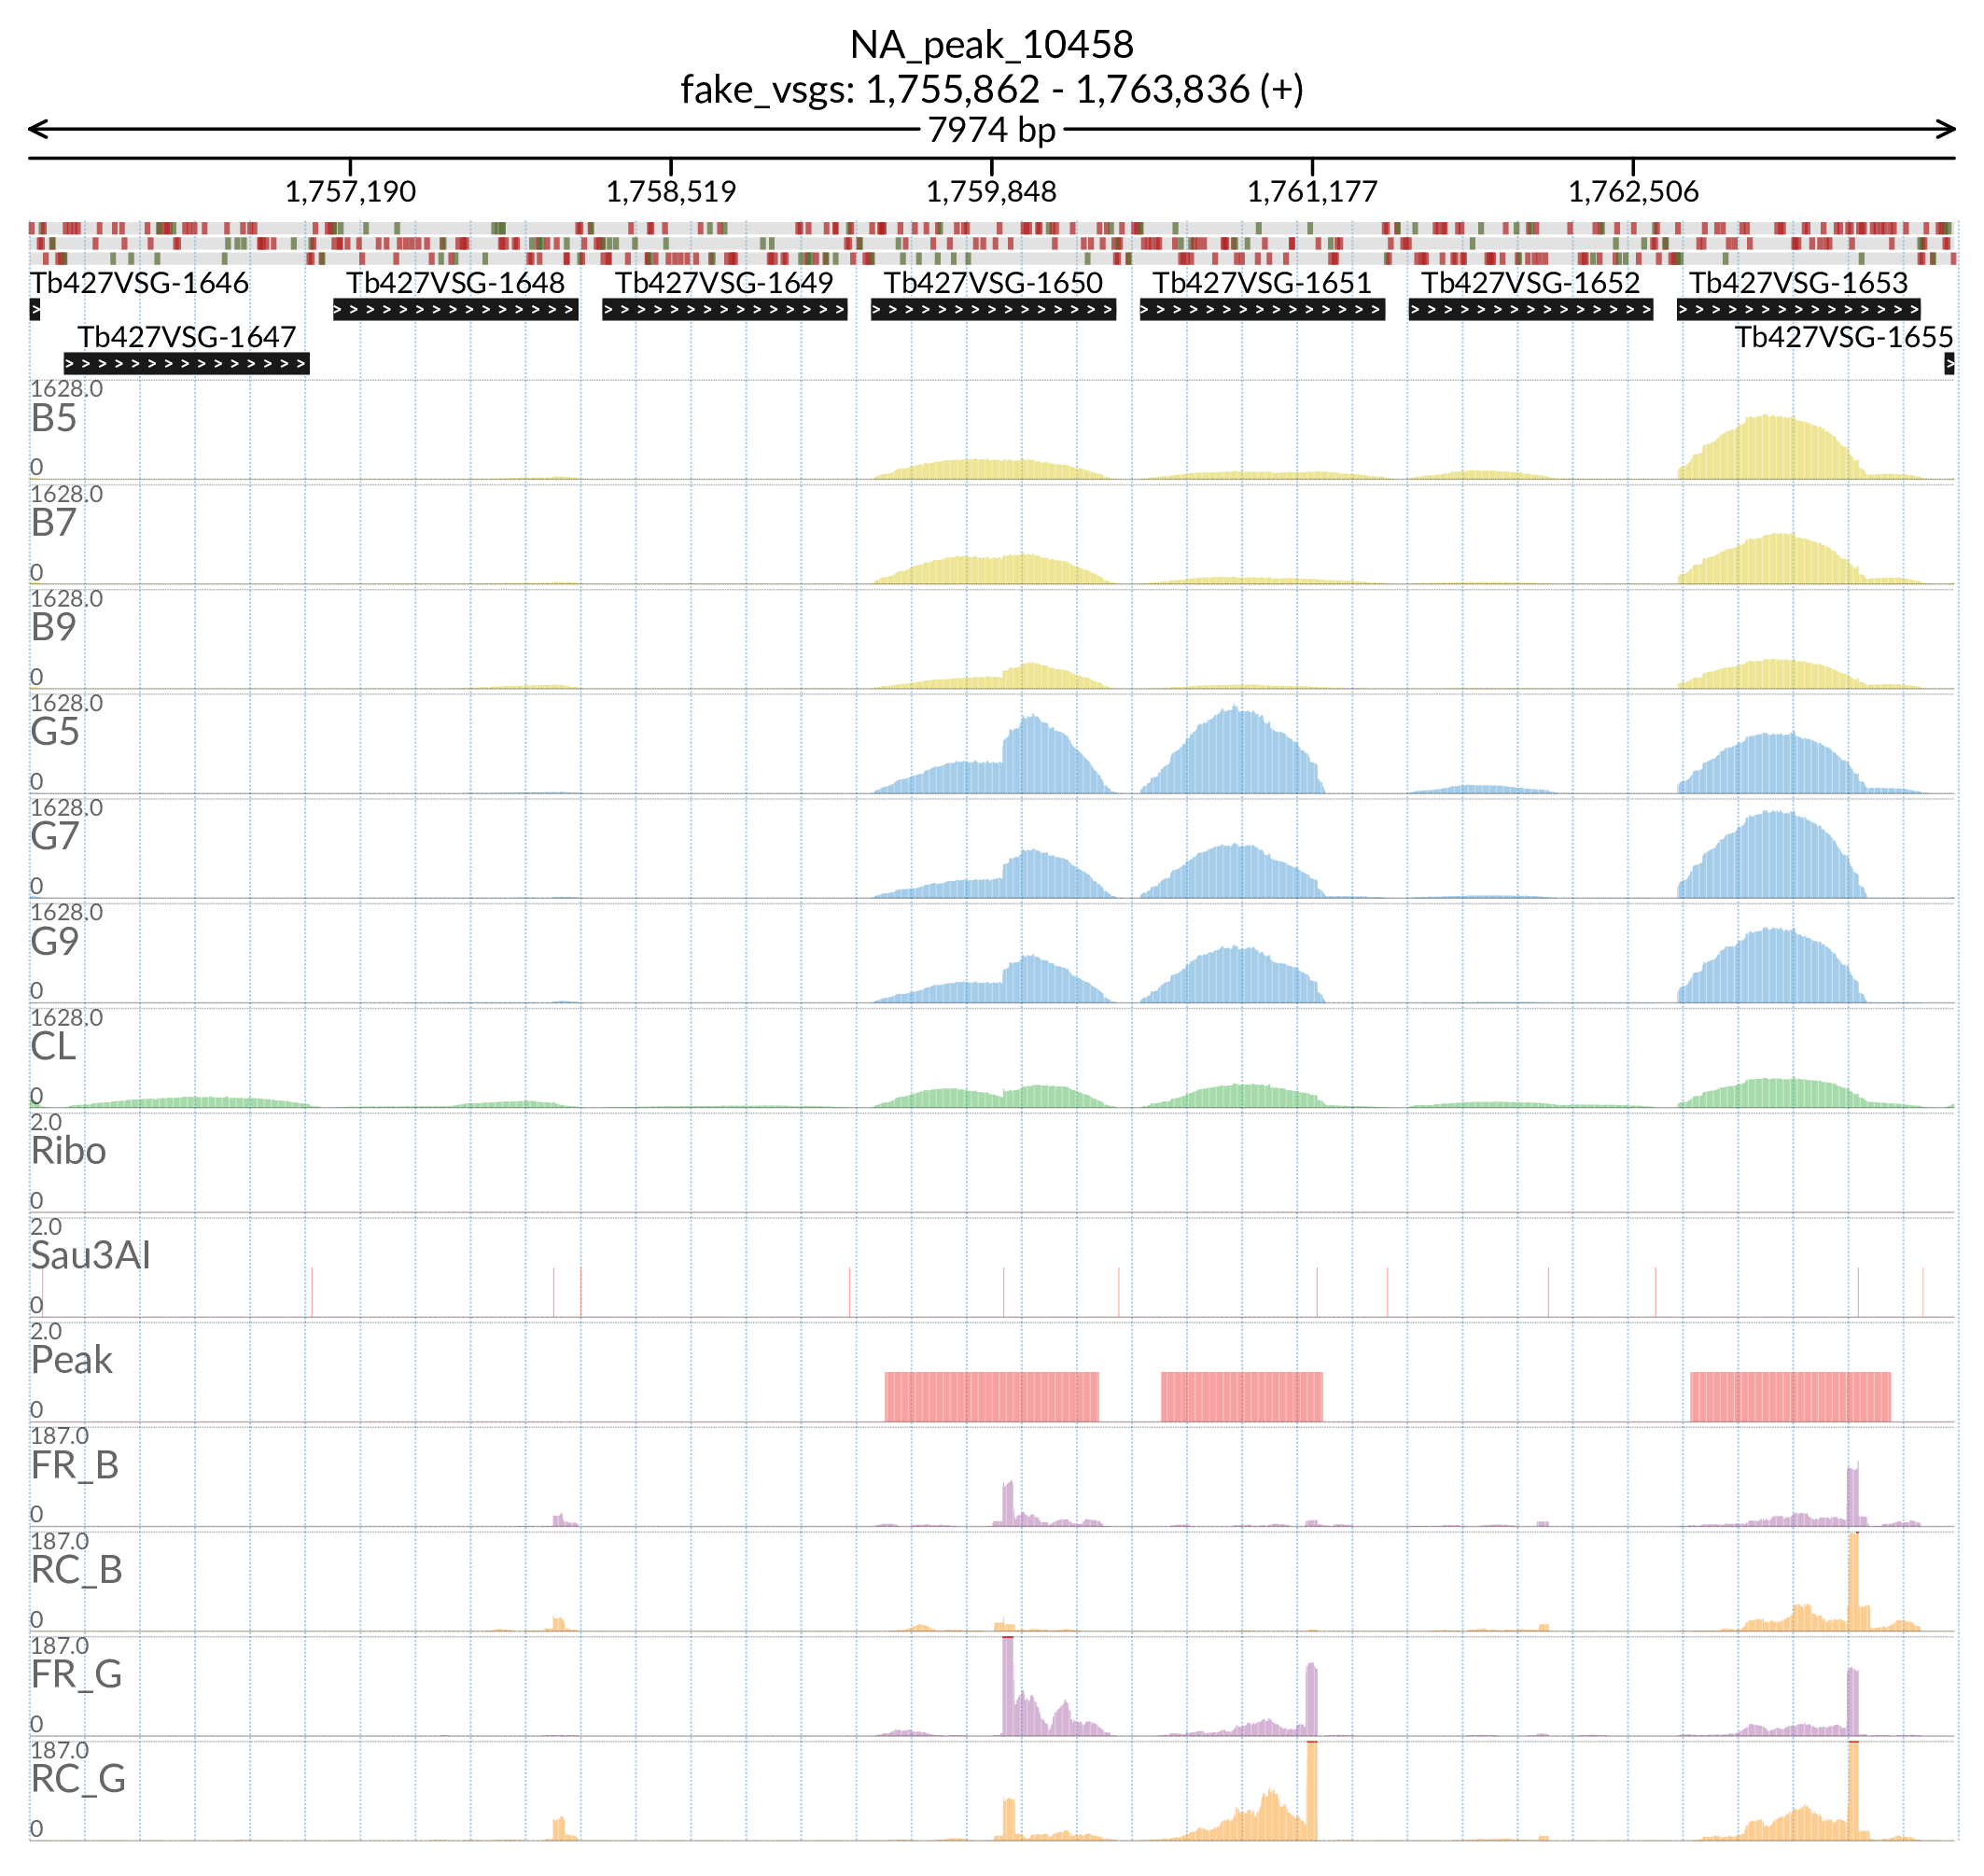 NA_peak_10458
fake_vsgs: 1,755,862 - 1,763,836 (+)
7974 bp
1,757,190 1,758,519 1,759,848 1,761,177 1,762,506
Tb427VSG-1646 Tb427VSG-1648 Tb427VSG-1649 Tb427VSG-1650 Tb427VSG-1651 Tb427VSG-1652 Tb427VSG-1653
Tb427VSG-1647 Tb427VSG-1655
1628.0
B5
0
1628.0
B7
0
1628.0
B9
0
1628.0
G5
0
1628.0
G7
0
1628.0
G9
0
1628.0
CL
0
2.0
Ribo
0
2.0
Sau3AI
0
2.0
Peak
0
187.0
FR_B
0
187.0
RC_B
0
187.0
FR_G
0
187.0
RC_G
0